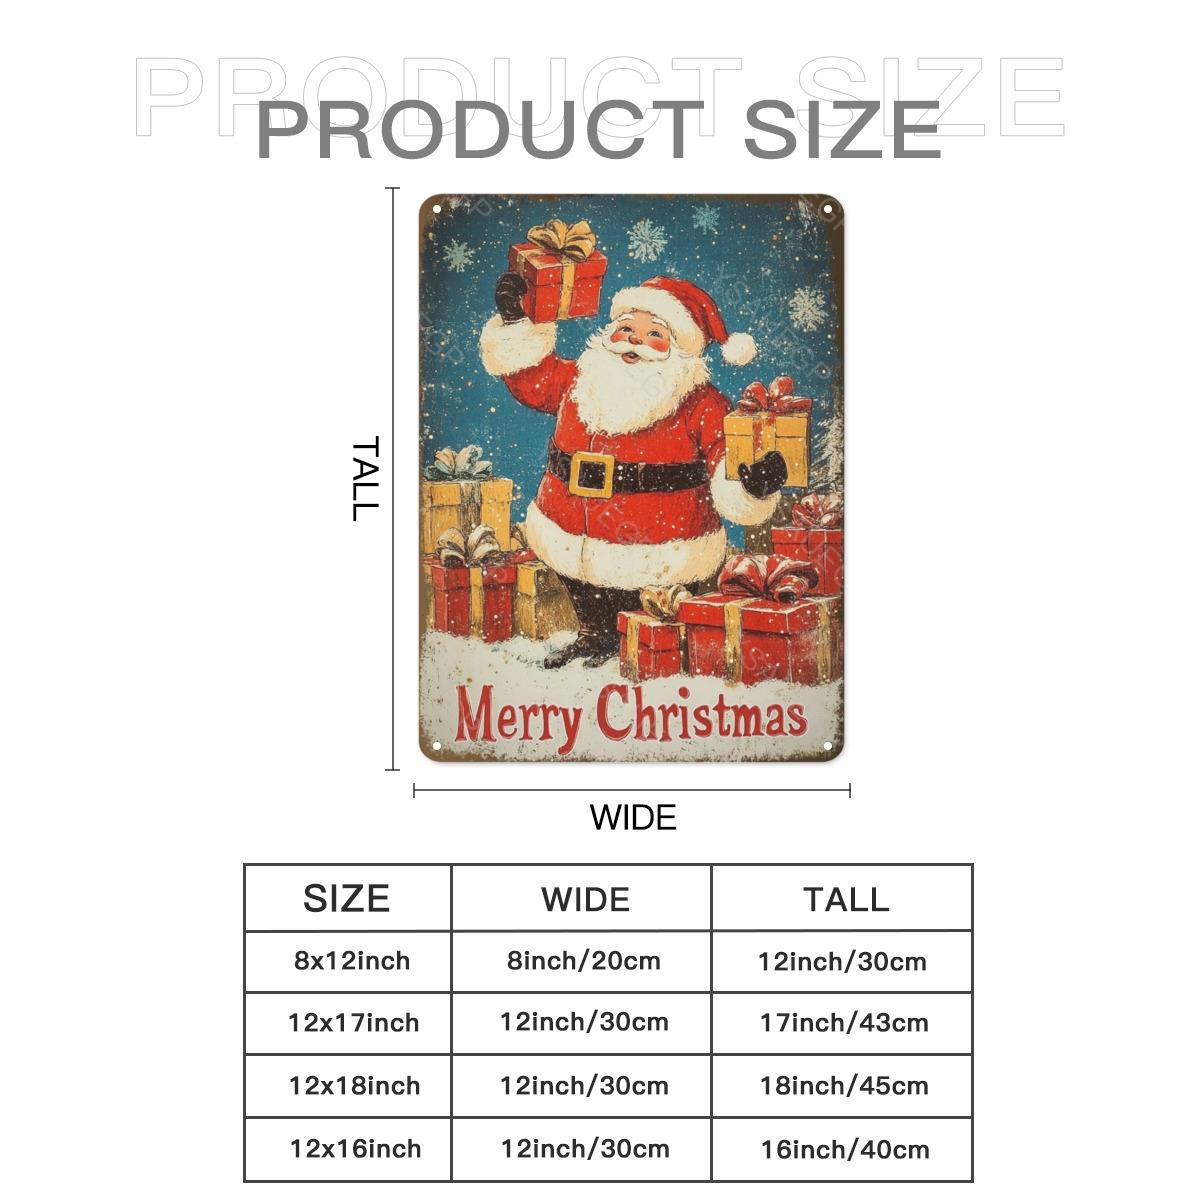 PRODUCT SIZE
PRODUCT SIZE
TALL
Merry Christmas
WIDE
SIZE WIDE TALL
8x12inch 8inch/20cm 12inch/30cm
12x17inch 12inch/30cm 17inch/43cm
12x18inch 12inch/30cm 18inch/45cm
12x16inch 12inch/30cm 16inch/40cm